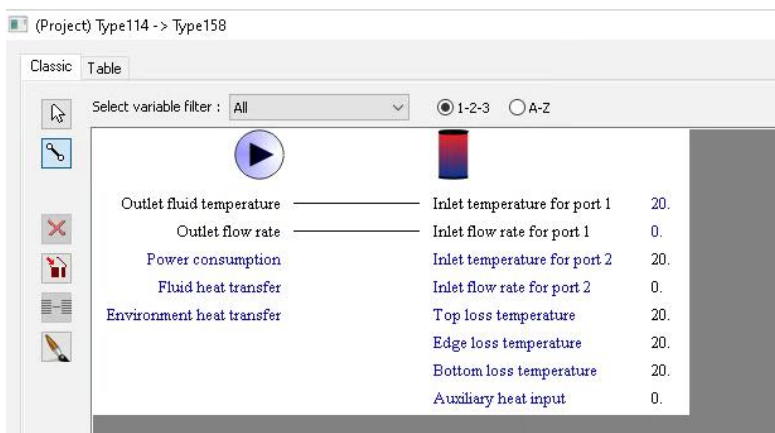 (Project) Type114 -> Type158
Classic Table
Select variable filter : All 1-2-3 A-Z
Outlet fluid temperature Inlet temperature for port 1 20.
Outlet flow rate Inlet flow rate for port 1 0.
Power consumption Inlet temperature for port 2 20.
Fluid heat transfer Inlet flow rate for port 2 0.
Environment heat transfer Top loss temperature 20.
Edge loss temperature 20.
Bottom loss temperature 20.
Auxiliary heat input 0.